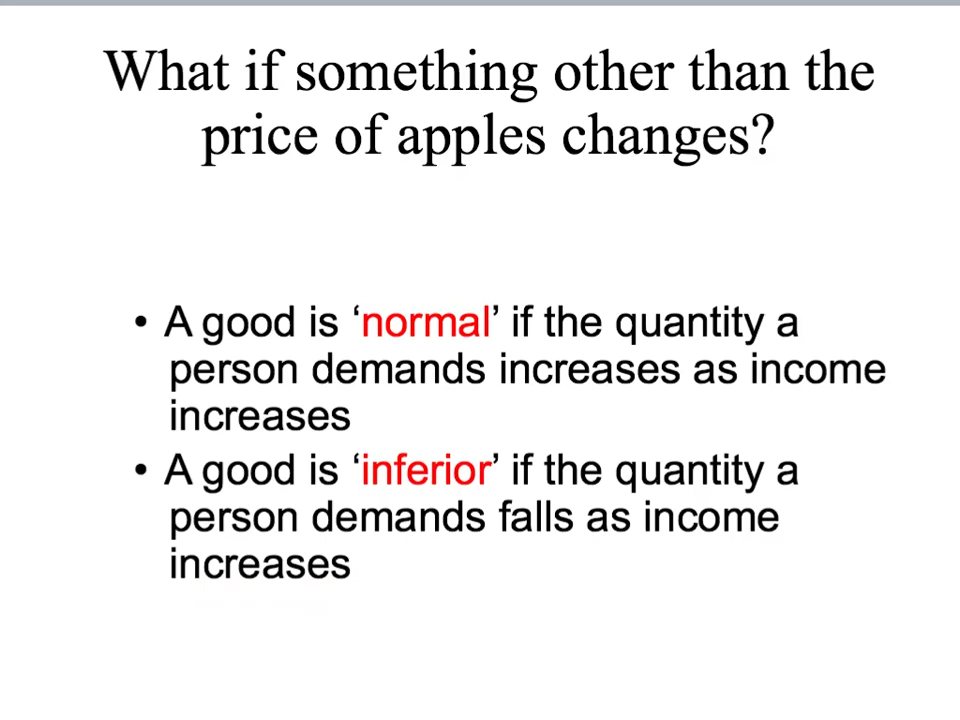 What if something other than the
price of apples changes?
• A good is ‘normal’ if the quantity a
person demands increases as income
increases
• A good is ‘inferior’ if the quantity a
person demands falls as income
increases